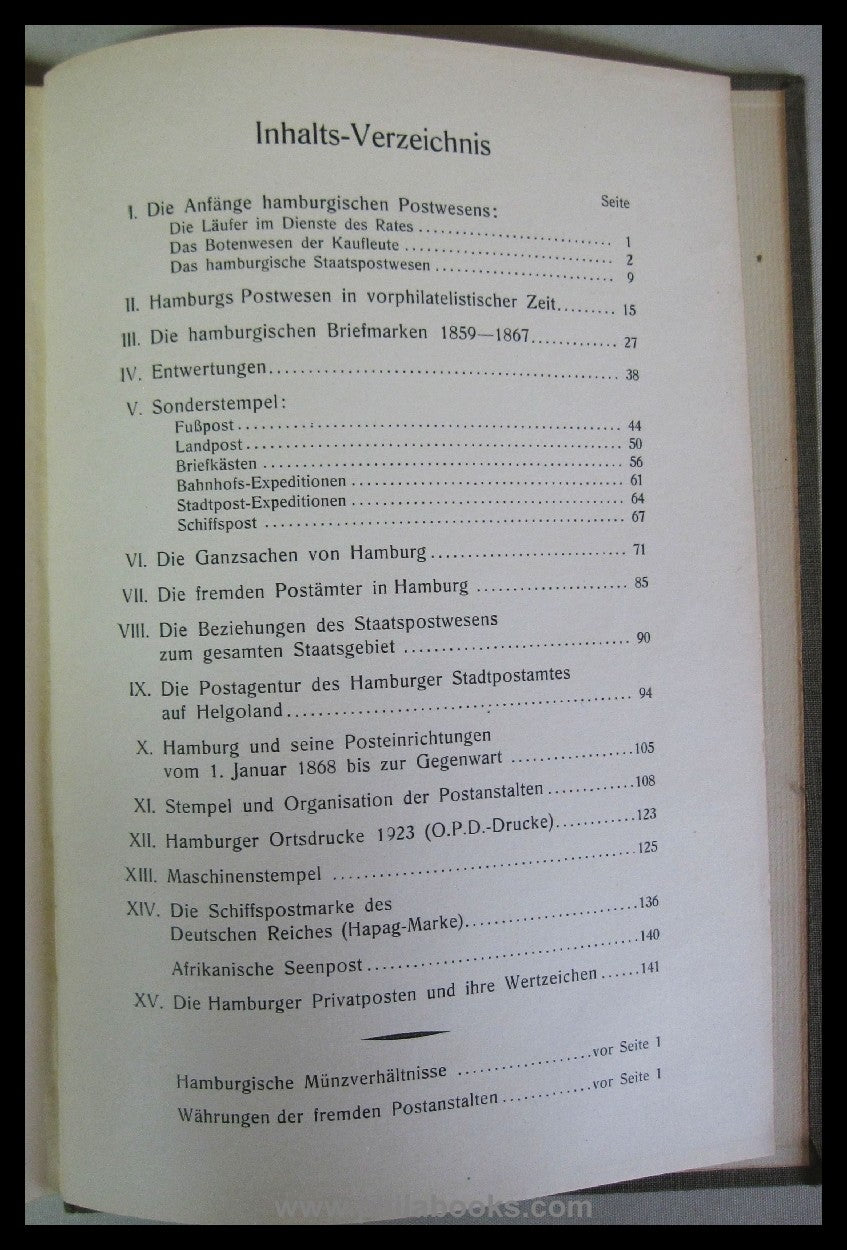 Inhalts-Verzeichnis
Seite
I. Die Anfänge hamburgischen Postwesens:
Die Läufer im Dienste des Rates ........................ 1
Das Botenwesen der Kaufleute ........................ 2
Das hamburgische Staatspostwesen ........................ 9
II. Hamburgs Postwesen in vorphilatelistischer Zeit......... 15
III. Die hamburgischen Briefmarken 1859—1867............. 27
IV. Entwertungen............................................. 38
V. Sonderstempel:
Fußpost................................................. 44
Landpost................................................ 50
Briefkästen .............................................. 56
Bahnhofs-Expeditionen .................................. 61
Stadtpost-Expeditionen .................................. 64
Schiffspost .............................................. 67
VI. Die Ganzsachen von Hamburg......................... 71
VII. Die fremden Postämter in Hamburg .................... 85
VIII. Die Beziehungen des Staatspostwesens
zum gesamten Staatsgebiet .............................. 90
IX. Die Postagentur des Hamburger Stadtpostamtes
auf Helgoland............................................. 94
X. Hamburg und seine Posteinrichtungen
vom 1. Januar 1868 bis zur Gegenwart ................105
XI. Stempel und Organisation der Postanstalten ............108
XII. Hamburger Ortsdrucke 1923 (O.P.D.-Drucke)............123
XIII. Maschinenstempel .......................................125
XIV. Die Schiffspostmarke des
Deutschen Reiches (Hapag-Marke).......................136
Afrikanische Seenpost....................................140
XV. Die Hamburger Privatposten und ihre Wertzeichen ......141
Hamburgische Münzverhältnisse ..................vor Seite 1
Währungen der fremden Postanstalten ............vor Seite 1